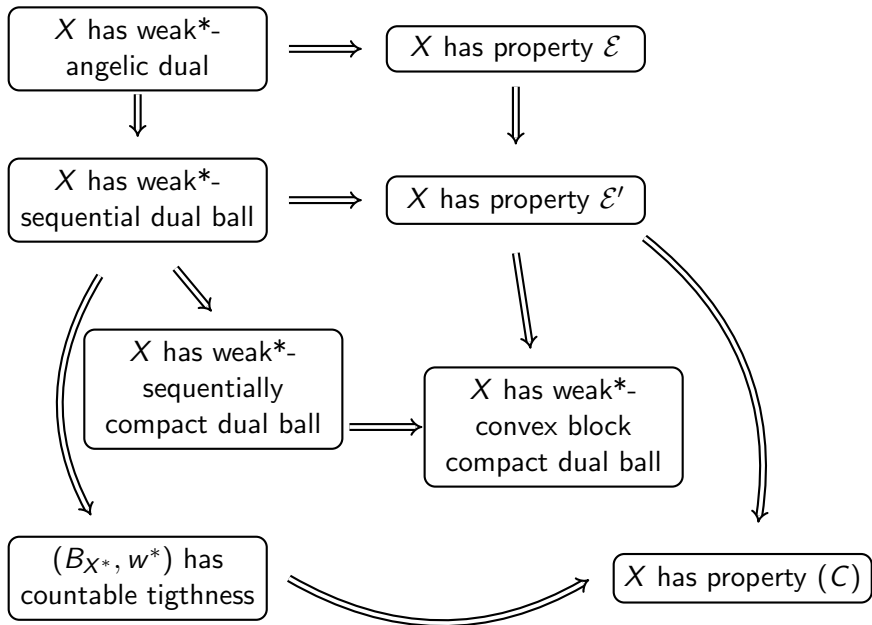 X has weak*-
angelic dual
X has property ℰ
X has weak*-
sequential dual ball
X has property ℰ′
X has weak*-
sequentially
compact dual ball
X has weak*-
convex block
compact dual ball
(B_{X*}, w*) has
countable tigthness
X has property (C)